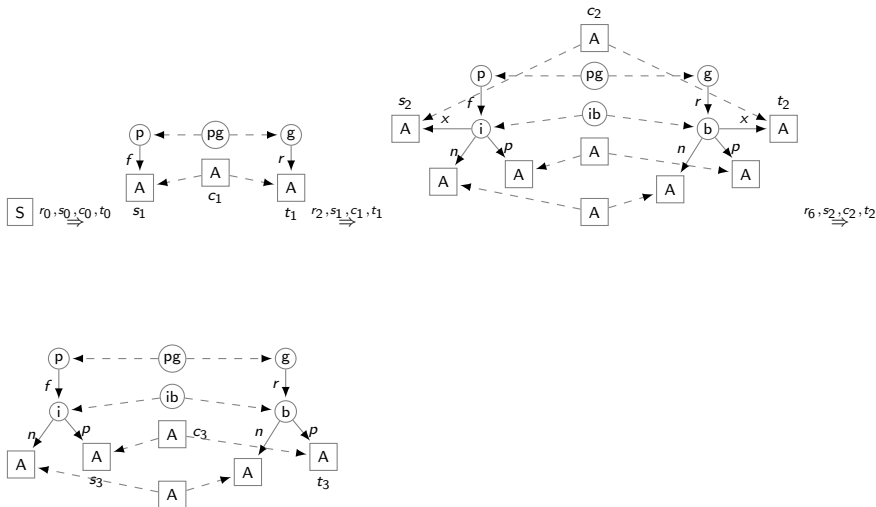 c2
A
p pg g
s2 f r t2
A x i ib b x A
p pg g
f r n p A n p
A A A A A A A
s1 c1 t1 A
S r0,s0,c0,t0 ⇒ r2,s1,c1,t1 ⇒ r6,s2,c2,t2 ⇒
p pg g
f r
i ib b
n p A c3 n p
A A A A
s3 A t3